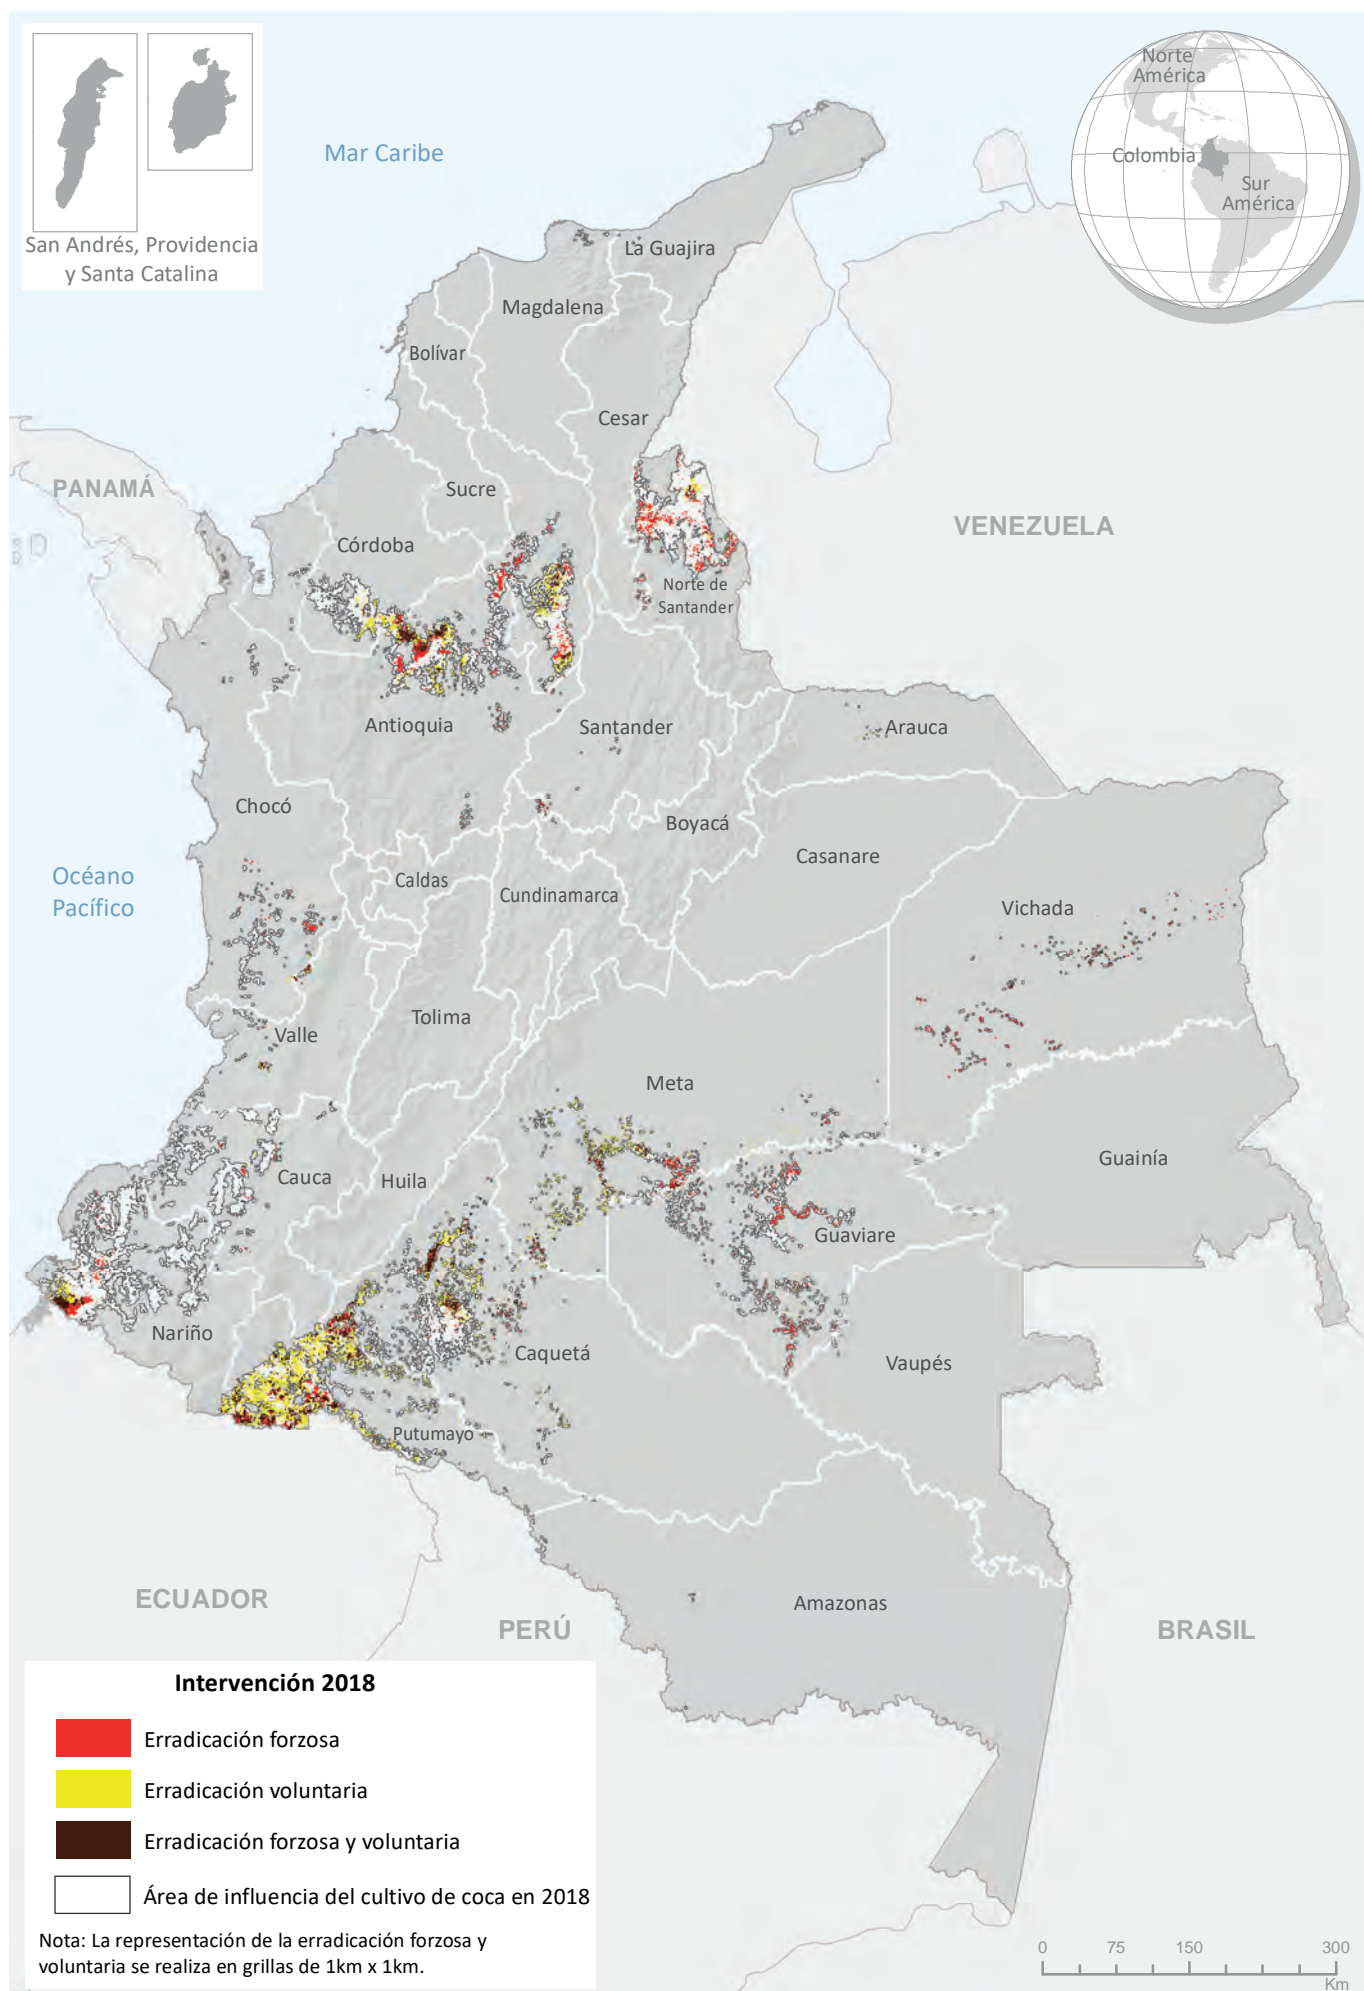 Norte
América
Colombia
Sur
América
San Andrés, Providencia
y Santa Catalina
Mar Caribe
La Guajira
Magdalena
Bolívar
Cesar
PANAMÁ
Sucre
VENEZUELA
Córdoba
Norte de
Santander
Antioquia
Santander
Arauca
Chocó
Boyacá
Casanare
Océano
Pacífico
Caldas
Cundinamarca
Vichada
Valle
Tolima
Meta
Guainía
Cauca
Huila
Guaviare
Nariño
Caquetá
Vaupés
Putumayo
ECUADOR
PERÚ
Amazonas
BRASIL
Intervención 2018
Erradicación forzosa
Erradicación voluntaria
Erradicación forzosa y voluntaria
Área de influencia del cultivo de coca en 2018
Nota: La representación de la erradicación forzosa y
voluntaria se realiza en grillas de 1km x 1km.
0 75 150 300
Km